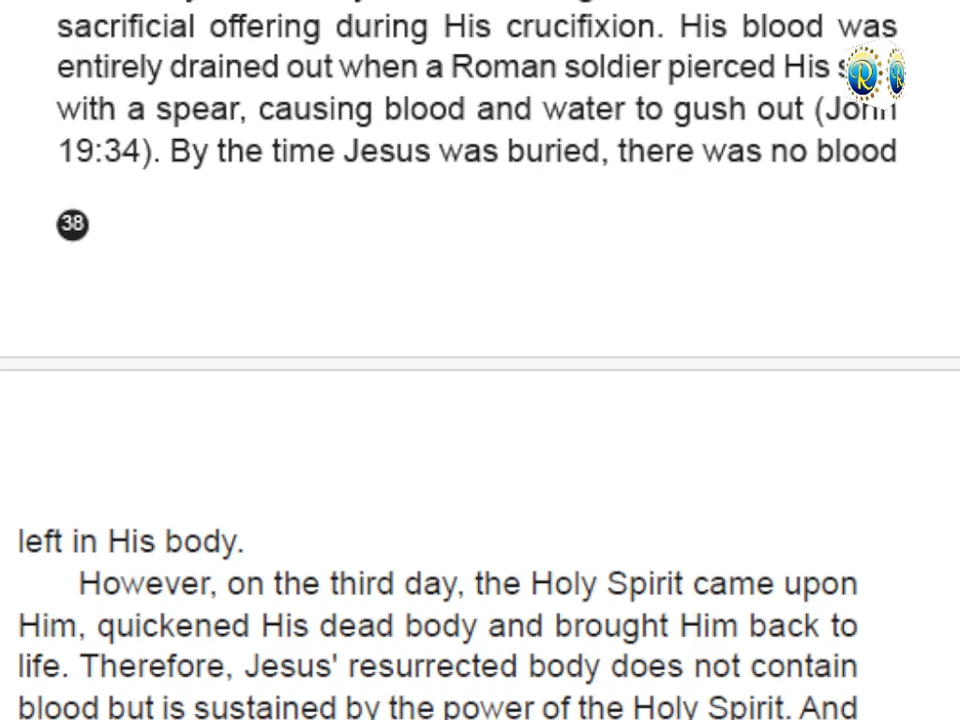 sacrificial offering during His crucifixion. His blood was
entirely drained out when a Roman soldier pierced His
with a spear, causing blood and water to gush out (John
19:34). By the time Jesus was buried, there was no blood
38
left in His body.
However, on the third day, the Holy Spirit came upon
Him, quickened His dead body and brought Him back to
life. Therefore, Jesus' resurrected body does not contain
blood but is sustained by the power of the Holy Spirit. And